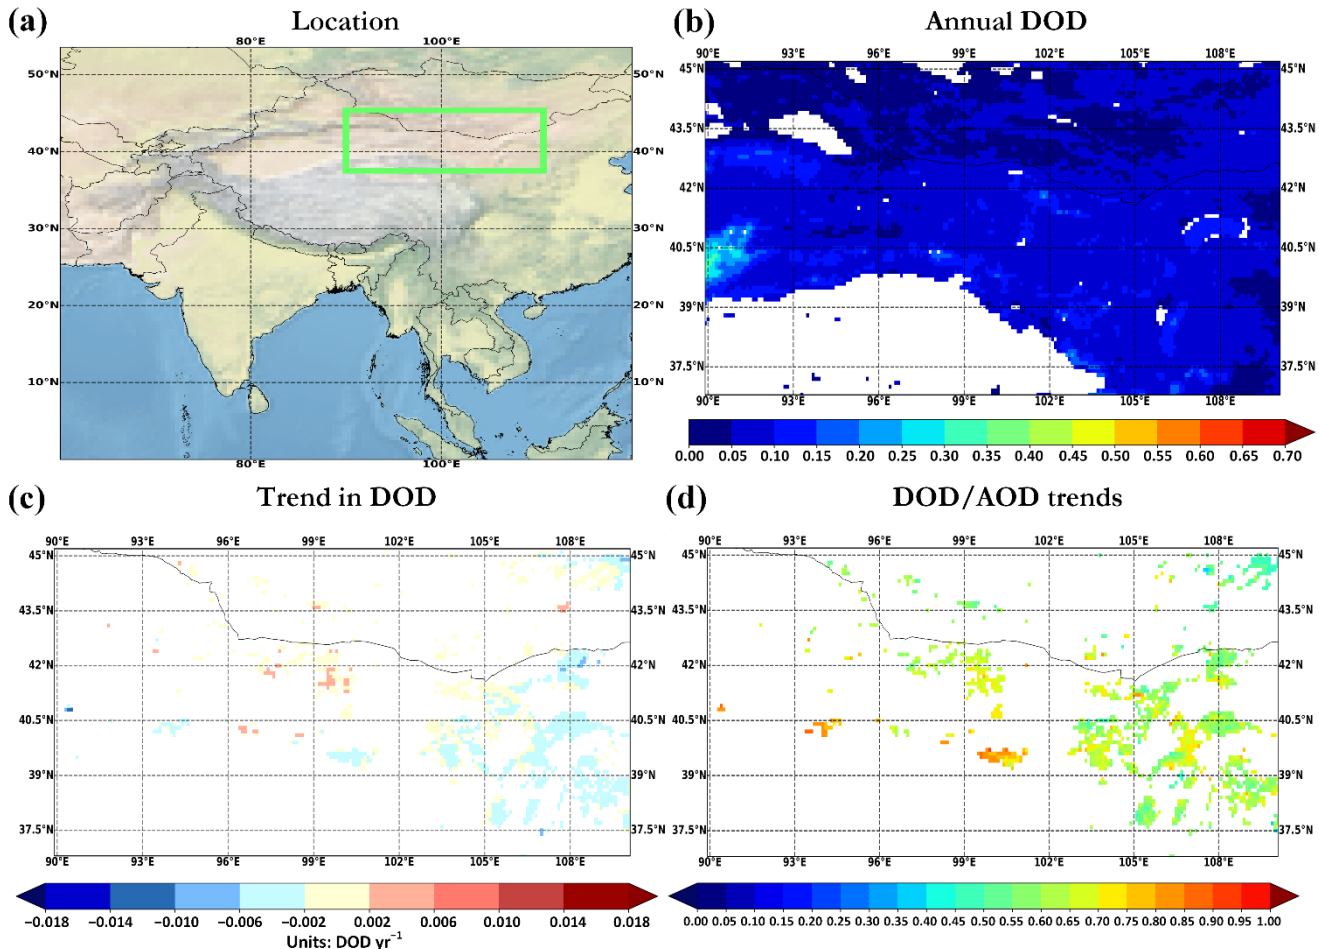 (a) Location
80°E 100°E
50°N 50°N
40°N 40°N
30°N 30°N
20°N 20°N
10°N 10°N
80°E 100°E
(b) Annual DOD
90°E 93°E 96°E 99°E 102°E 105°E 108°E
45°N 45°N
43.5°N 43.5°N
42°N 42°N
40.5°N 40.5°N
39°N 39°N
37.5°N 37.5°N
90°E 93°E 96°E 99°E 102°E 105°E 108°E
0.00 0.05 0.10 0.15 0.20 0.25 0.30 0.35 0.40 0.45 0.50 0.55 0.60 0.65 0.70
(c) Trend in DOD
90°E 93°E 96°E 99°E 102°E 105°E 108°E
45°N 45°N
43.5°N 43.5°N
42°N 42°N
40.5°N 40.5°N
39°N 39°N
37.5°N 37.5°N
90°E 93°E 96°E 99°E 102°E 105°E 108°E
−0.018 −0.014 −0.010 −0.006 −0.002 0.002 0.006 0.010 0.014 0.018
Units: DOD yr⁻¹
(d) DOD/AOD trends
90°E 93°E 96°E 99°E 102°E 105°E 108°E
45°N 45°N
43.5°N 43.5°N
42°N 42°N
40.5°N 40.5°N
39°N 39°N
37.5°N 37.5°N
90°E 93°E 96°E 99°E 102°E 105°E 108°E
0.00 0.05 0.10 0.15 0.20 0.25 0.30 0.35 0.40 0.45 0.50 0.55 0.60 0.65 0.70 0.75 0.80 0.85 0.90 0.95 1.00